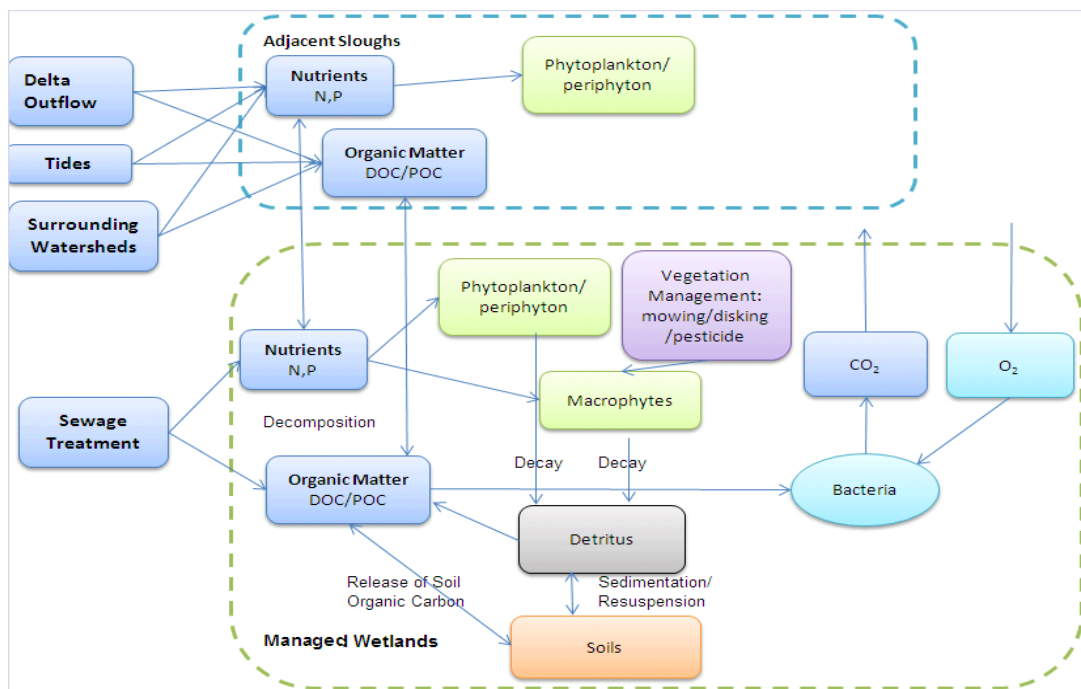 Adjacent Sloughs
Delta
Outflow
Nutrients
N,P
Phytoplankton/
periphyton
Tides
Organic Matter
DOC/POC
Surrounding
Watersheds
Phytoplankton/
periphyton
Vegetation
Management:
mowing/disking
/pesticide
Nutrients
N,P
CO₂
O₂
Macrophytes
Sewage
Treatment
Decomposition
Organic Matter
DOC/POC
Decay
Decay
Bacteria
Detritus
Release of Soil
Organic Carbon
Sedimentation/
Resuspension
Managed Wetlands
Soils